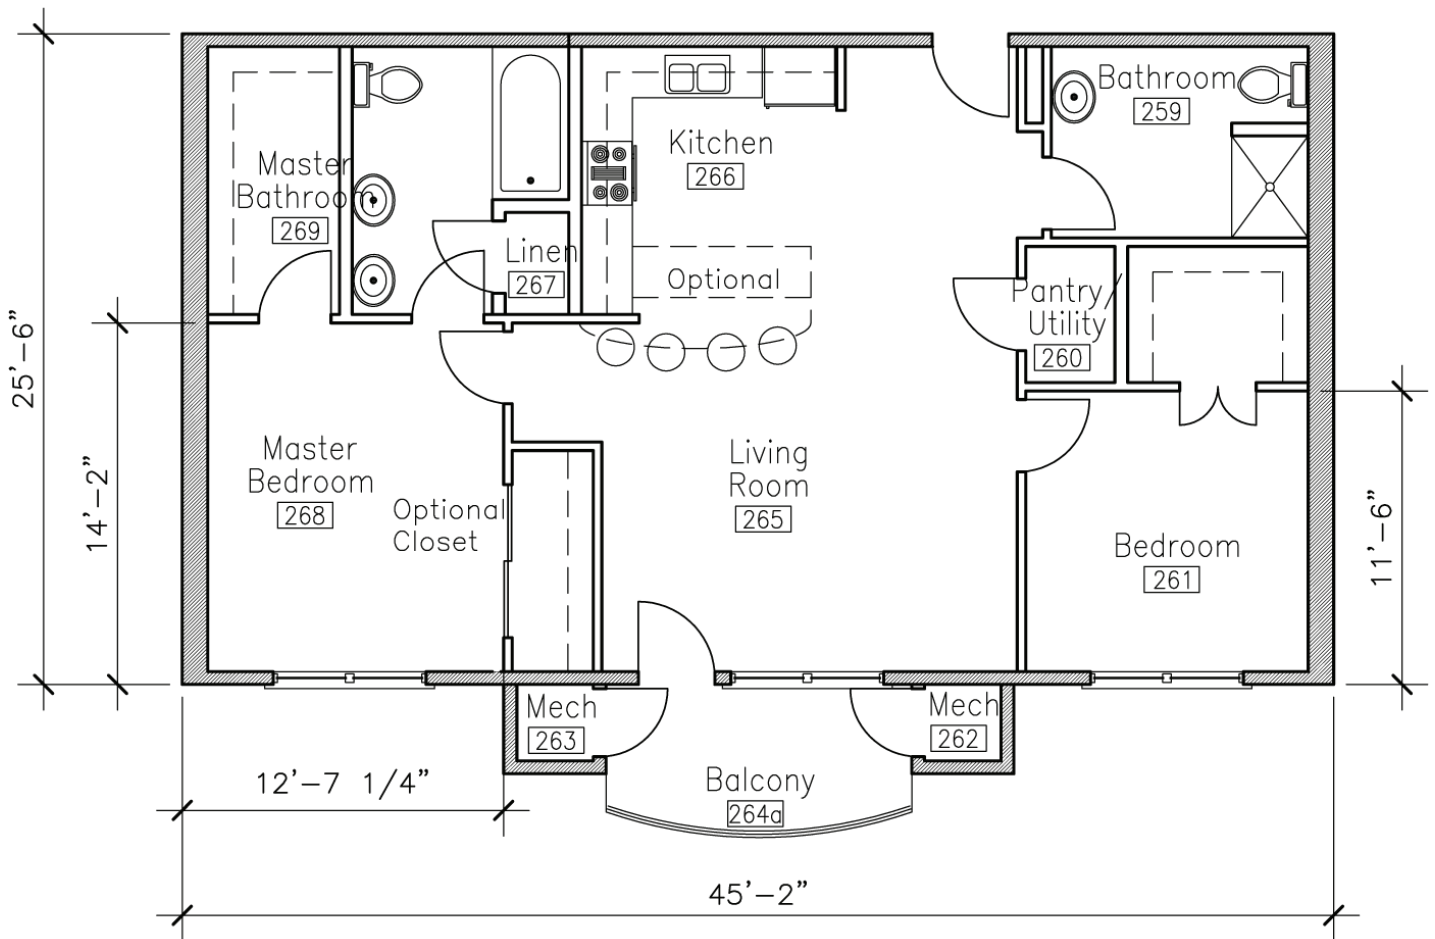 Bathroom
259
Kitchen
266
Master
Bathroom
269
Linen
267
Optional
Pantry/
Utility
260
25'-6"
14'-2"
Master
Bedroom
268
Optional
Closet
Living
Room
265
Bedroom
261
11'-6"
Mech
263
Mech
262
Balcony
264a
12'-7 1/4"
45'-2"